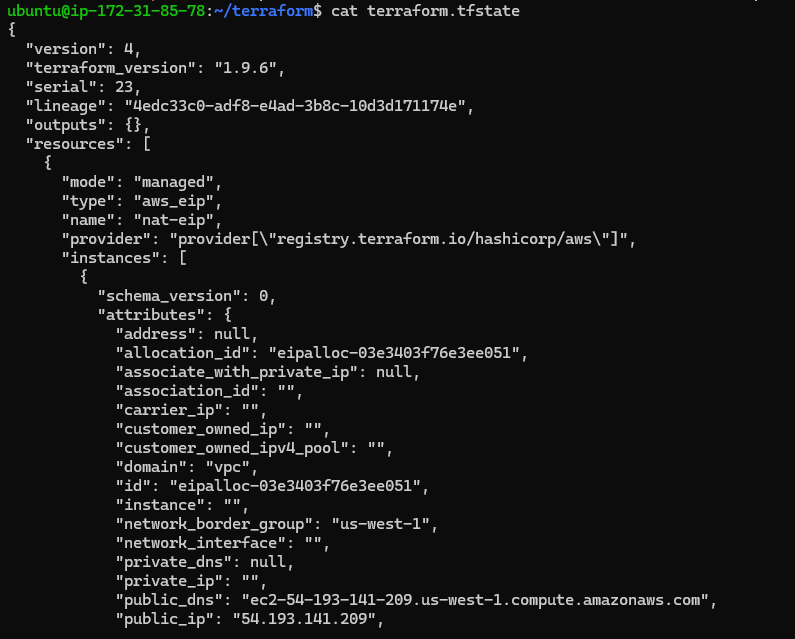 ubuntu@ip-172-31-85-78:~/terraform$ cat terraform.tfstate
{
  "version": 4,
  "terraform_version": "1.9.6",
  "serial": 23,
  "lineage": "4edc33c0-adf8-e4ad-3b8c-10d3d171174e",
  "outputs": {},
  "resources": [
    {
      "mode": "managed",
      "type": "aws_eip",
      "name": "nat-eip",
      "provider": "provider[\"registry.terraform.io/hashicorp/aws\"]",
      "instances": [
        {
          "schema_version": 0,
          "attributes": {
            "address": null,
            "allocation_id": "eipalloc-03e3403f76e3ee051",
            "associate_with_private_ip": null,
            "association_id": "",
            "carrier_ip": "",
            "customer_owned_ip": "",
            "customer_owned_ipv4_pool": "",
            "domain": "vpc",
            "id": "eipalloc-03e3403f76e3ee051",
            "instance": "",
            "network_border_group": "us-west-1",
            "network_interface": "",
            "private_dns": null,
            "private_ip": "",
            "public_dns": "ec2-54-193-141-209.us-west-1.compute.amazonaws.com",
            "public_ip": "54.193.141.209",